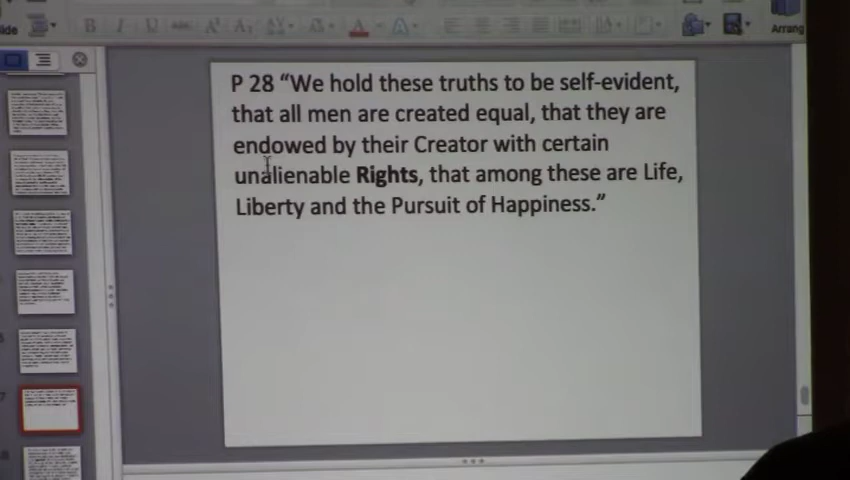 P 28 “We hold these truths to be self-evident,
that all men are created equal, that they are
endowed by their Creator with certain
unalienable Rights, that among these are Life,
Liberty and the Pursuit of Happiness.”
Arrang